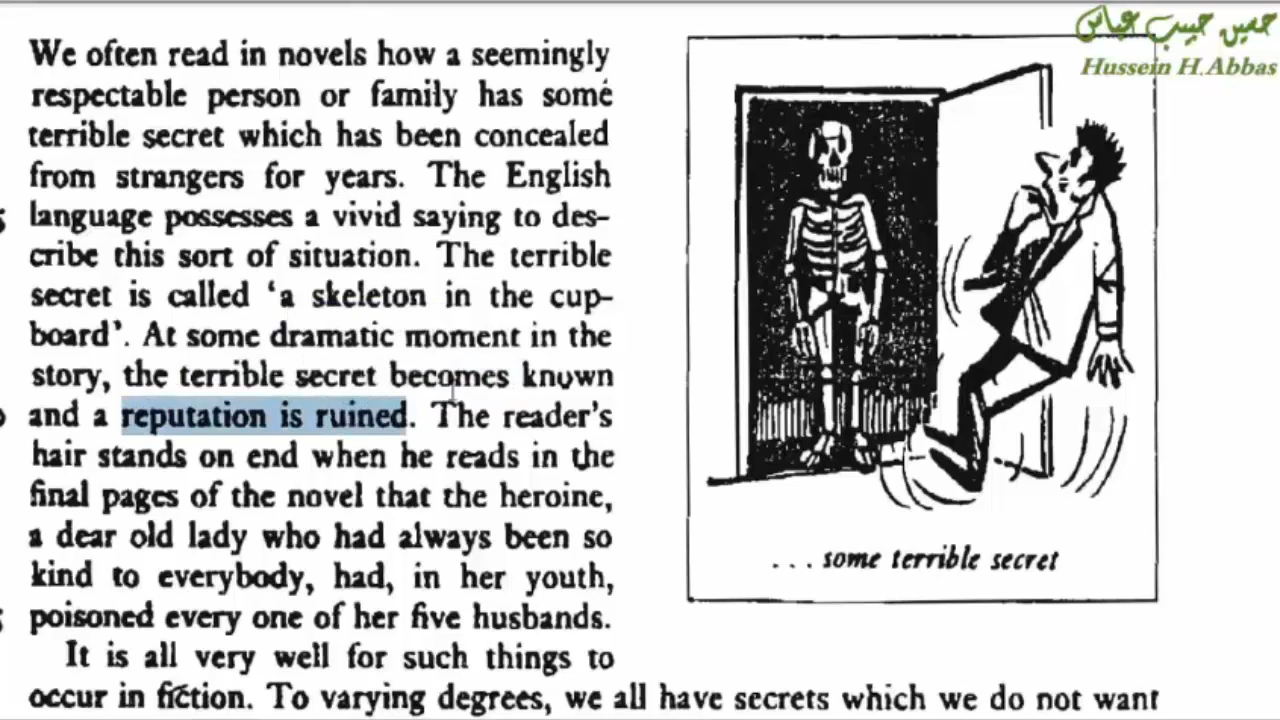 حسين حبيب عباس
Hussein H.Abbas
We often read in novels how a seemingly
respectable person or family has some
terrible secret which has been concealed
from strangers for years. The English
language possesses a vivid saying to des-
cribe this sort of situation. The terrible
secret is called ‘a skeleton in the cup-
board’. At some dramatic moment in the
story, the terrible secret becomes known
and a reputation is ruined. The reader's
hair stands on end when he reads in the
final pages of the novel that the heroine,
a dear old lady who had always been so
kind to everybody, had, in her youth,
poisoned every one of her five husbands.
It is all very well for such things to
occur in fiction. To varying degrees, we all have secrets which we do not want
... some terrible secret